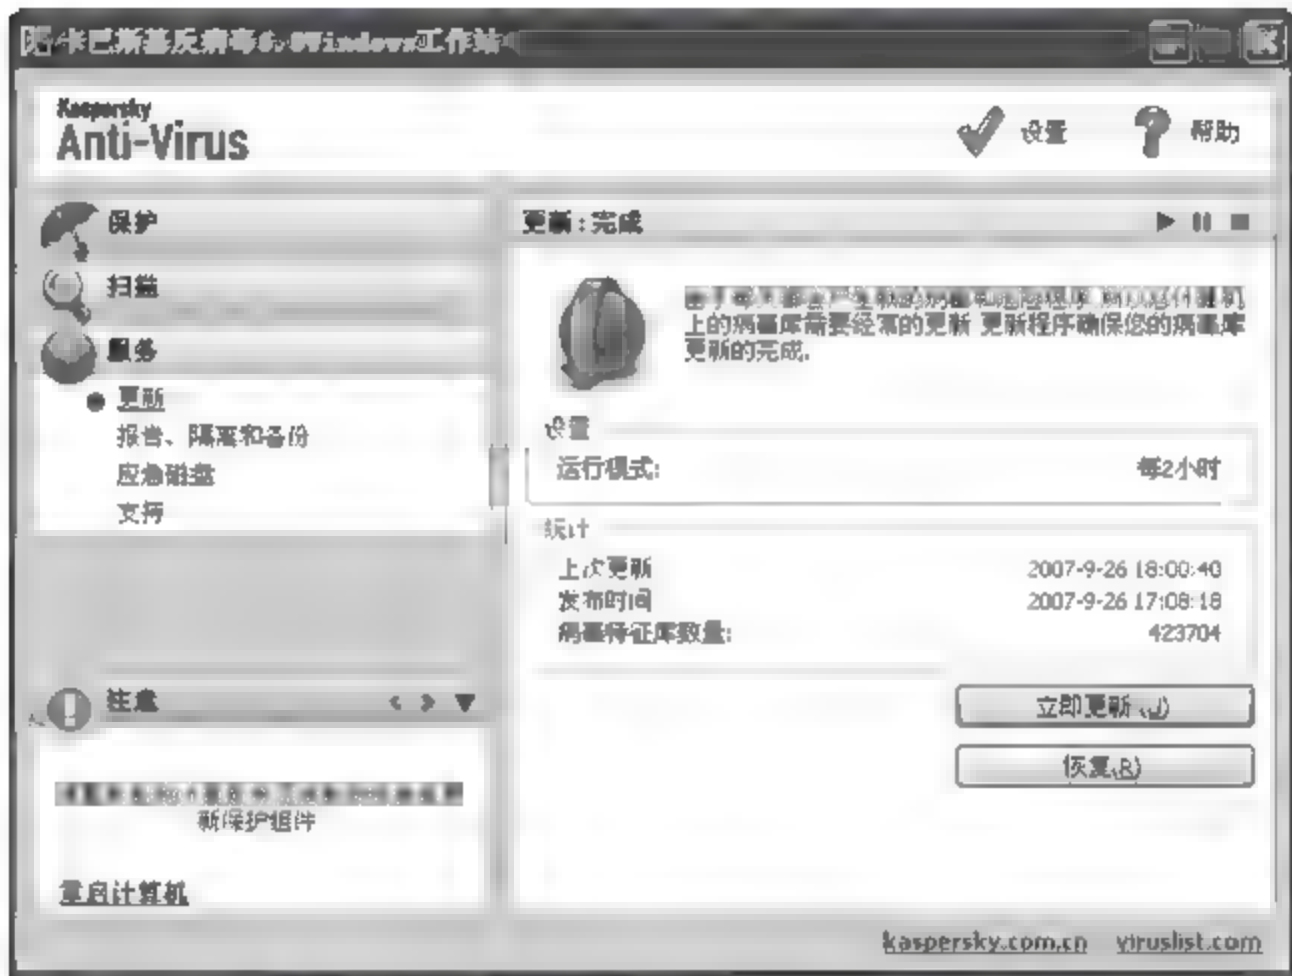 卡巴斯基反病毒6.0Windows工作站
Kaspersky
Anti-Virus
设置
帮助
保护
扫描
服务
更新
报告、隔离和备份
应急磁盘
支持
注意
新保护组件
重启计算机
更新:完成
上的病毒库需要经常的更新 更新程序确保您的病毒库
更新的完成.
设置
运行模式: 每2小时
统计
上次更新 2007-9-26 18:00:40
发布时间 2007-9-26 17:08:18
病毒特征库数量: 423704
立即更新(U)
恢复(R)
kaspersky.com.cn viruslist.com